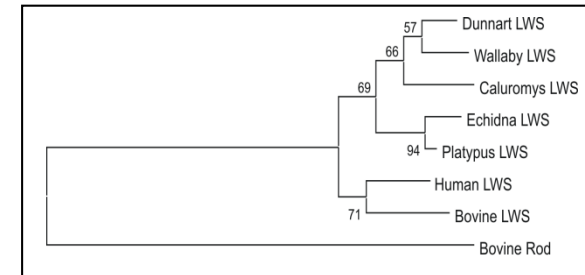 57
Dunnart LWS
66
Wallaby LWS
69
Caluromys LWS
Echidna LWS
94
Platypus LWS
Human LWS
71
Bovine LWS
Bovine Rod